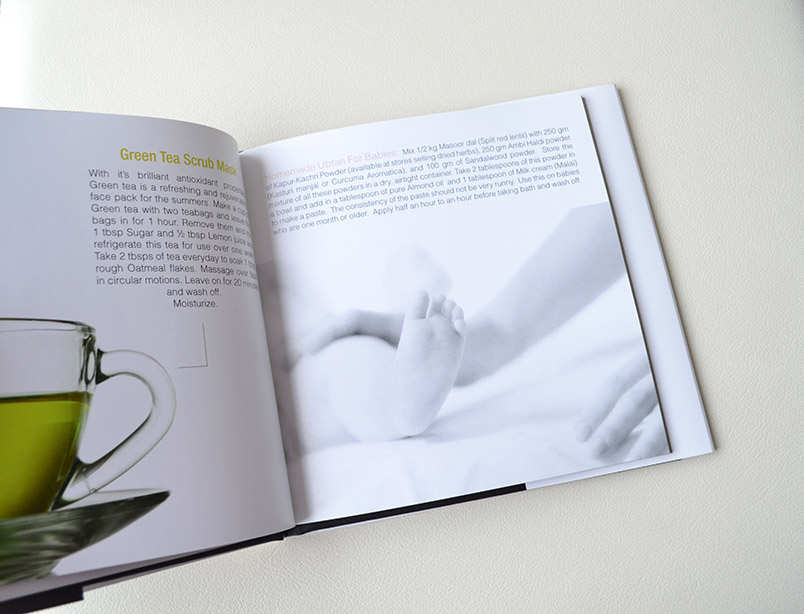 Green Tea Scrub Mask
With it's brilliant antioxidant
Green tea is a refreshing and
face pack for the summers. Make a
Green tea with two teabags and leave
bags in for 1 hour. Remove them and
1 tbsp Sugar and ½ tbsp Lemon juice
refrigerate this tea for use over one
Take 2 tbsps of tea everyday to soak 1
rough Oatmeal flakes. Massage over
in circular motions. Leave on for 20
and wash off.
Moisturize.
Homemade Ubtan For Babies: Mix 1/2 kg Masoor dal (Split red lentil) with 250 gm
of Kapur-Kachri Powder (available at stores selling dried herbs), 250 gm Ambi Haldi powder
(Kasturi manjal or Curcuma Aromatica), and 100 gm of Sandalwood powder. Store the
mixture of all these powders in a dry, airtight container. Take 2 tablespoons of this powder in
a bowl and add in a tablespoon of pure Almond oil and 1 tablespoon of Milk cream (Malai)
to make a paste. The consistency of the paste should not be very runny. Use this on babies
who are one month or older. Apply half an hour to an hour before taking bath and wash off.